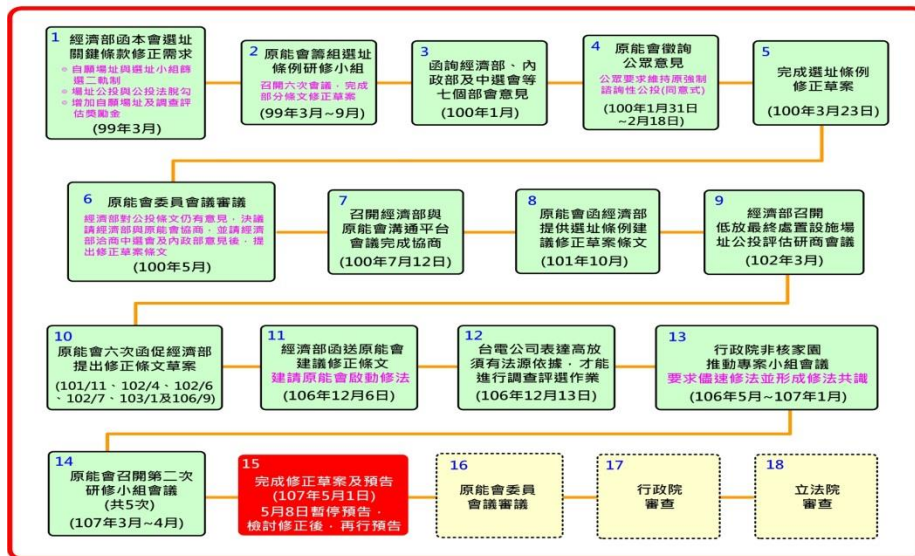 1
經濟部函本會選址
關鍵條款修正需求
○ 自願場址與選址小組篩
選二軌制
○ 場址公投與公投法脫勾
○ 增加自願場址及調查評
估獎勵金
(99年3月)
2
原能會籌組選址
條例研修小組
召開六次會議，完成
部分條文修正草案
(99年3月~9月)
3
函詢經濟部、內
政部及中選會等
七個部會意見
(100年1月)
4
原能會徵詢
公眾意見
公眾要求維持原強制
諮詢性公投(同意式)
(100年1月31日
~2月18日)
5
完成選址條例
修正草案
(100年3月23日)
6
原能會委員會議審議
經濟部對公投條文仍有意見，決議
請經濟部與原能會協商，並請經濟
部洽商中選會及內政部意見後，提
出修正草案條文
(100年5月)
7
召開經濟部與
原能會溝通平台
會議完成協商
(100年7月12日)
8
原能會函經濟部
提供選址條例建
議修正草案條文
(101年10月)
9
經濟部召開
低放最終處置設施場
址公投評估研商會議
(102年3月)
10
原能會六次函促經濟部
提出修正條文草案
(101/11、102/4、102/6
、102/7、103/1及106/9)
11
經濟部函送原能會
建議修正條文
建請原能會啟動修法
(106年12月6日)
12
台電公司表達高放
須有法源依據，才能
進行調查評選作業
(106年12月13日)
13
行政院非核家園
推動專案小組會議
要求儘速修法並形成修法共識
(106年5月~107年1月)
14
原能會召開第二次
研修小組會議
(共5次)
(107年3月~4月)
15
完成修正草案及預告
(107年5月1日)
5月8日暫停預告，
檢討修正後，再行預告
16
原能會委員
會議審議
17
行政院
審查
18
立法院
審查